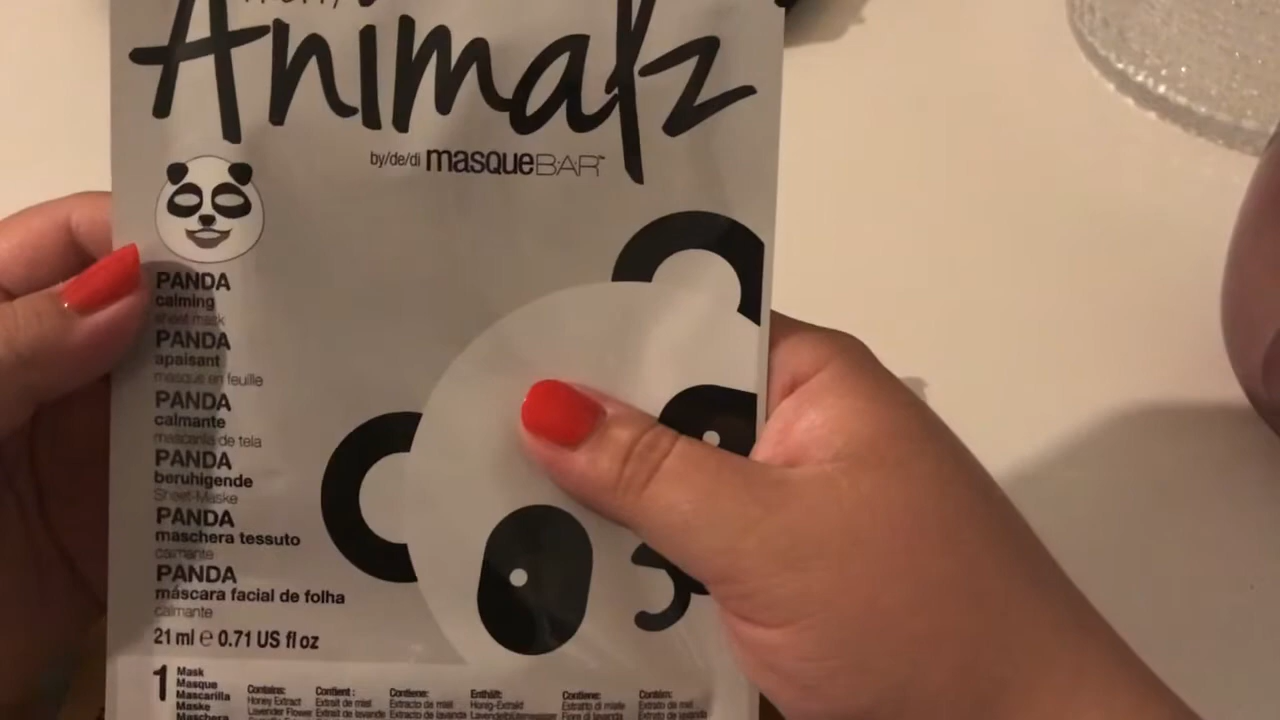 Animalz
by/de/di masque BAR™
PANDA
calming
sheet mask
PANDA
apaisant
masque en feuille
PANDA
calmante
mascarilla de tela
PANDA
beruhigende
Sheet-Maske
PANDA
maschera tessuto
calmante
PANDA
máscara facial de folha
calmante
21 ml e 0.71 US fl oz
1
Mask
Masque
Mascarilla
Maske
Maschera
Contains:
Honey Extract
Lavender Flower
Contient :
Extrait de miel
Extrait de lavande
Contiene:
Extracto de miel
Extracto de lavanda
Enthält:
Honig-Extrakt
Contiene:
Estratto di miele
Fiore di lavanda
Contém:
Extrato de mel
Extrato de lavanda